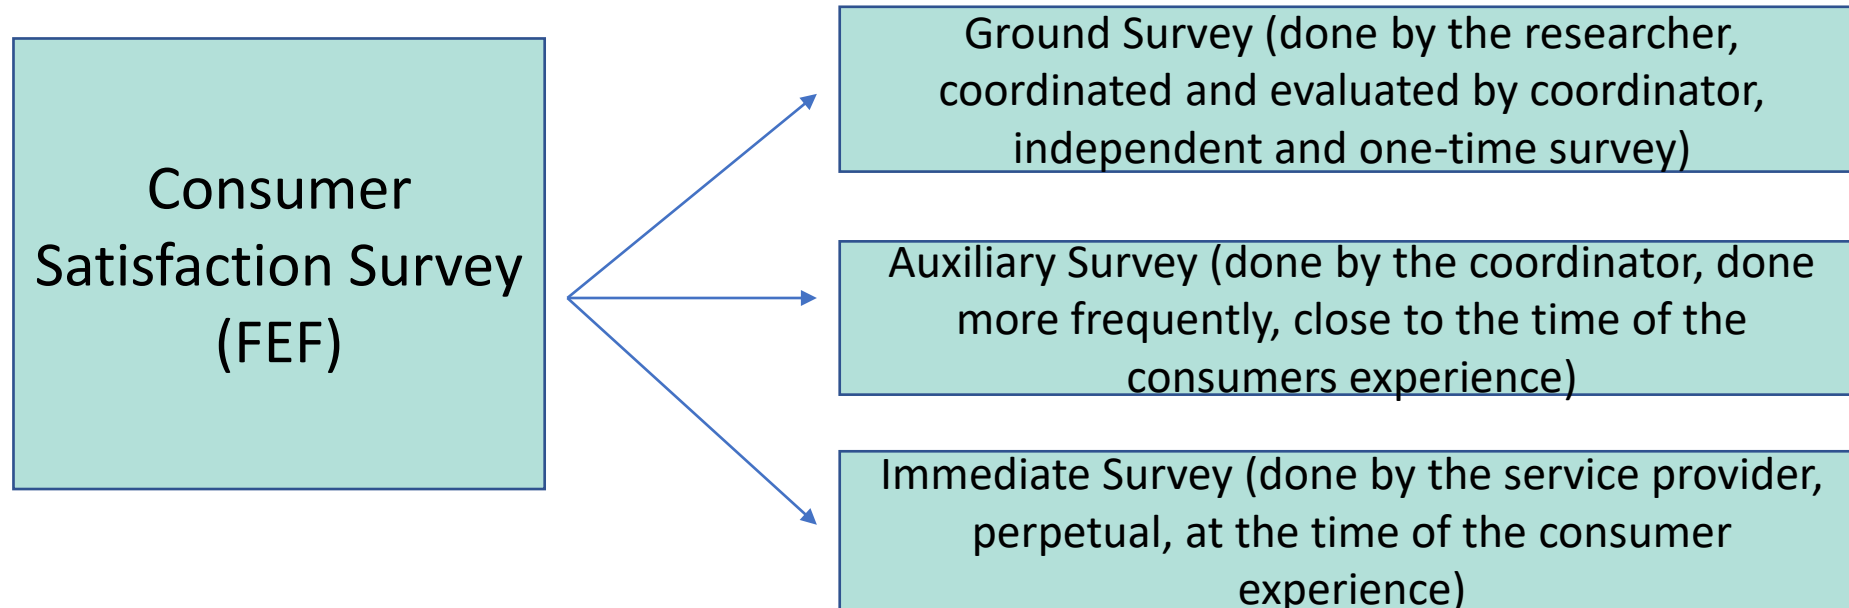 Consumer
Satisfaction Survey
(FEF)
Ground Survey (done by the researcher,
coordinated and evaluated by coordinator,
independent and one-time survey)
Auxiliary Survey (done by the coordinator, done
more frequently, close to the time of the
consumers experience)
Immediate Survey (done by the service provider,
perpetual, at the time of the consumer
experience)